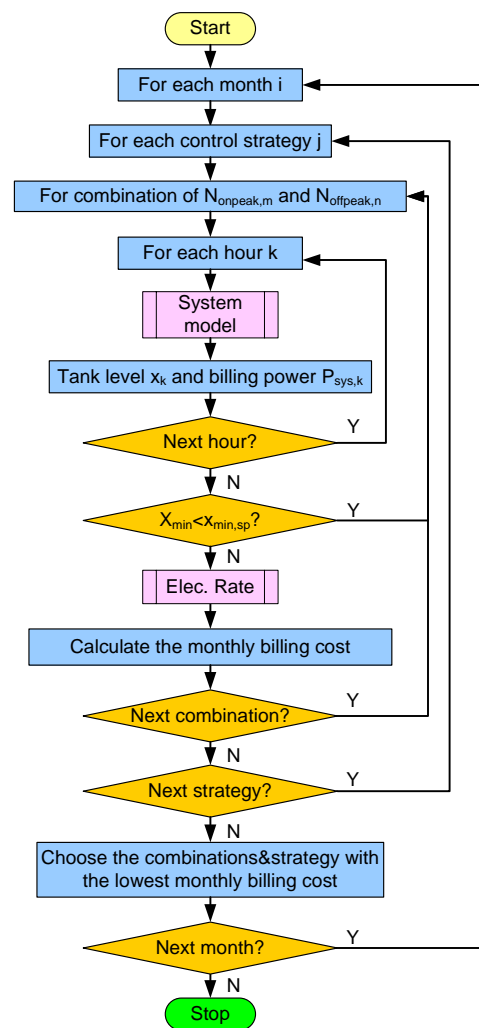 Start
For each month i
For each control strategy j
For combination of Nonpeak,m and Noffpeak,n
For each hour k
System
model
Tank level xk and billing power Psys,k
Next hour?
Y
N
Xmin<xmin,sp?
Y
N
Elec. Rate
Calculate the monthly billing cost
Next combination?
Y
N
Next strategy?
Y
N
Choose the combinations&strategy with
the lowest monthly billing cost
Next month?
Y
N
Stop